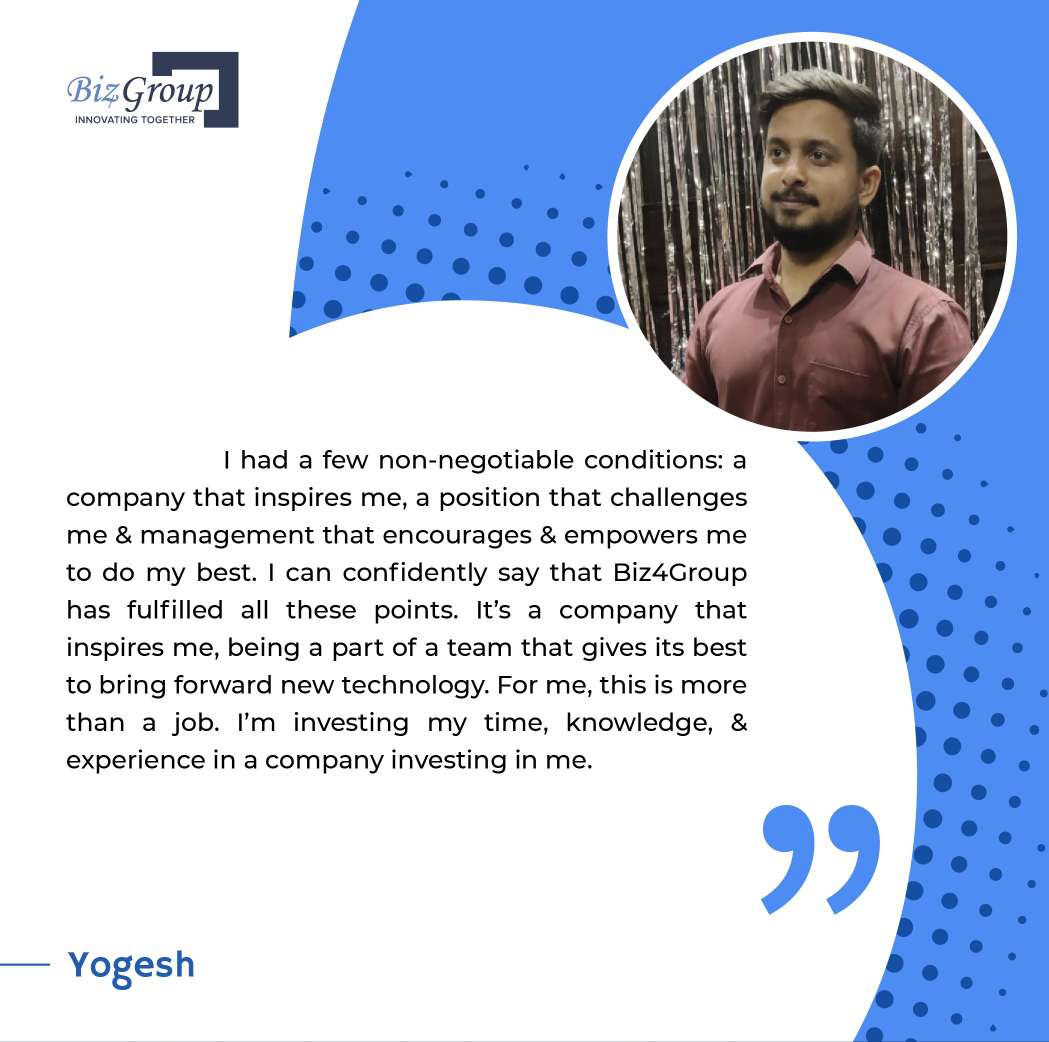 Biz4Group
INNOVATING TOGETHER
I had a few non-negotiable conditions: a
company that inspires me, a position that challenges
me & management that encourages & empowers me
to do my best. I can confidently say that Biz4Group
has fulfilled all these points. It’s a company that
inspires me, being a part of a team that gives its best
to bring forward new technology. For me, this is more
than a job. I’m investing my time, knowledge, &
experience in a company investing in me.
”
Yogesh